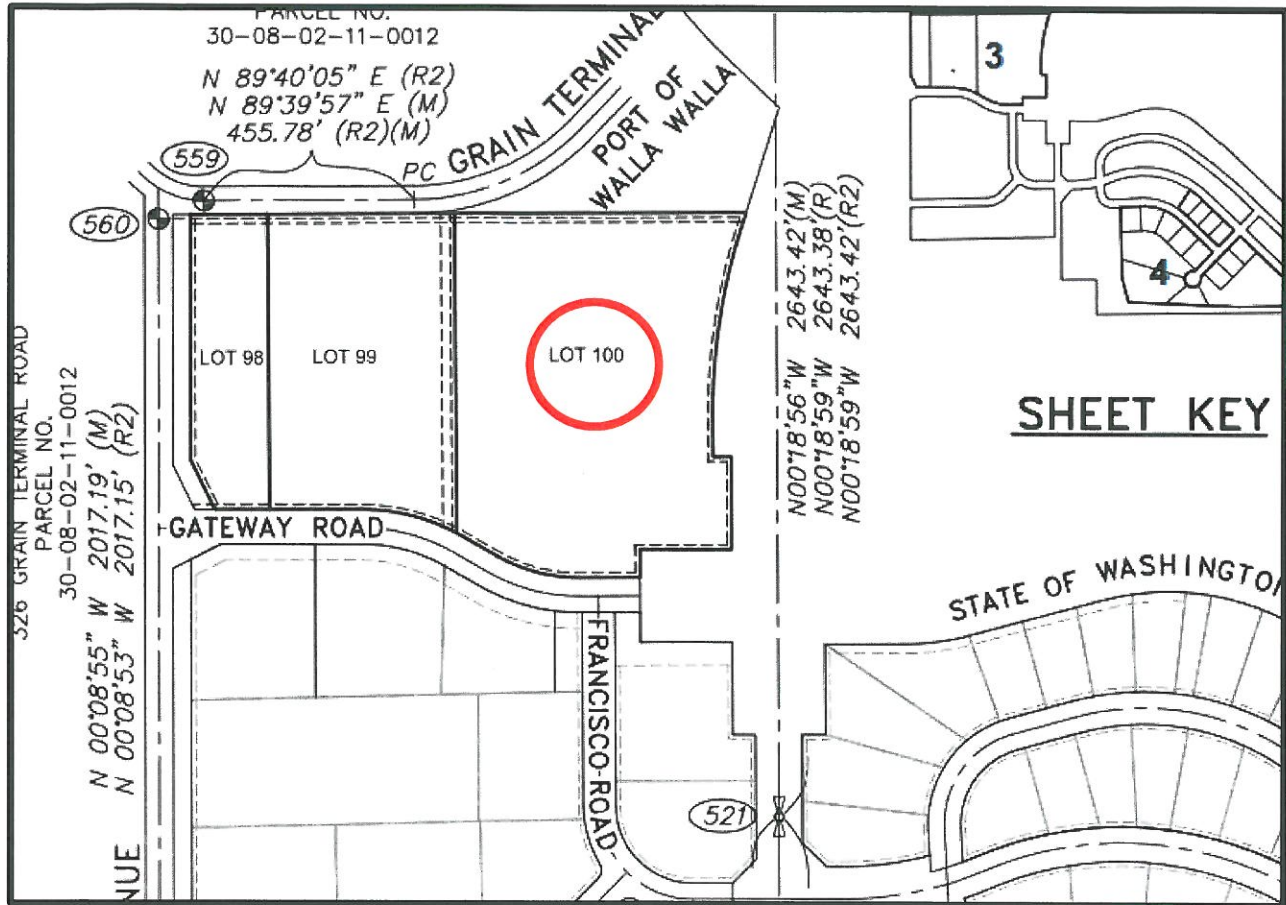 PARCEL NO.
30-08-02-11-0012
N 89°40'05" E (R2)
N 89°39'57" E (M)
455.78' (R2)(M)
559
PC
GRAIN TERMINAL
PORT OF
WALLA WALLA
560
3
4
LOT 98
LOT 99
LOT 100
N00°18'56"W 2643.42'(M)
N00°18'59"W 2643.38'(R)
N00°18'59"W 2643.42'(R2)
SHEET KEY
326 GRAIN TERMINAL ROAD
PARCEL NO.
30-08-02-11-0012
N 00°08'55" W 2017.19' (M)
N 00°08'53" W 2017.15' (R2)
GATEWAY ROAD
FRANCISCO ROAD
STATE OF WASHINGTO
521
NUE